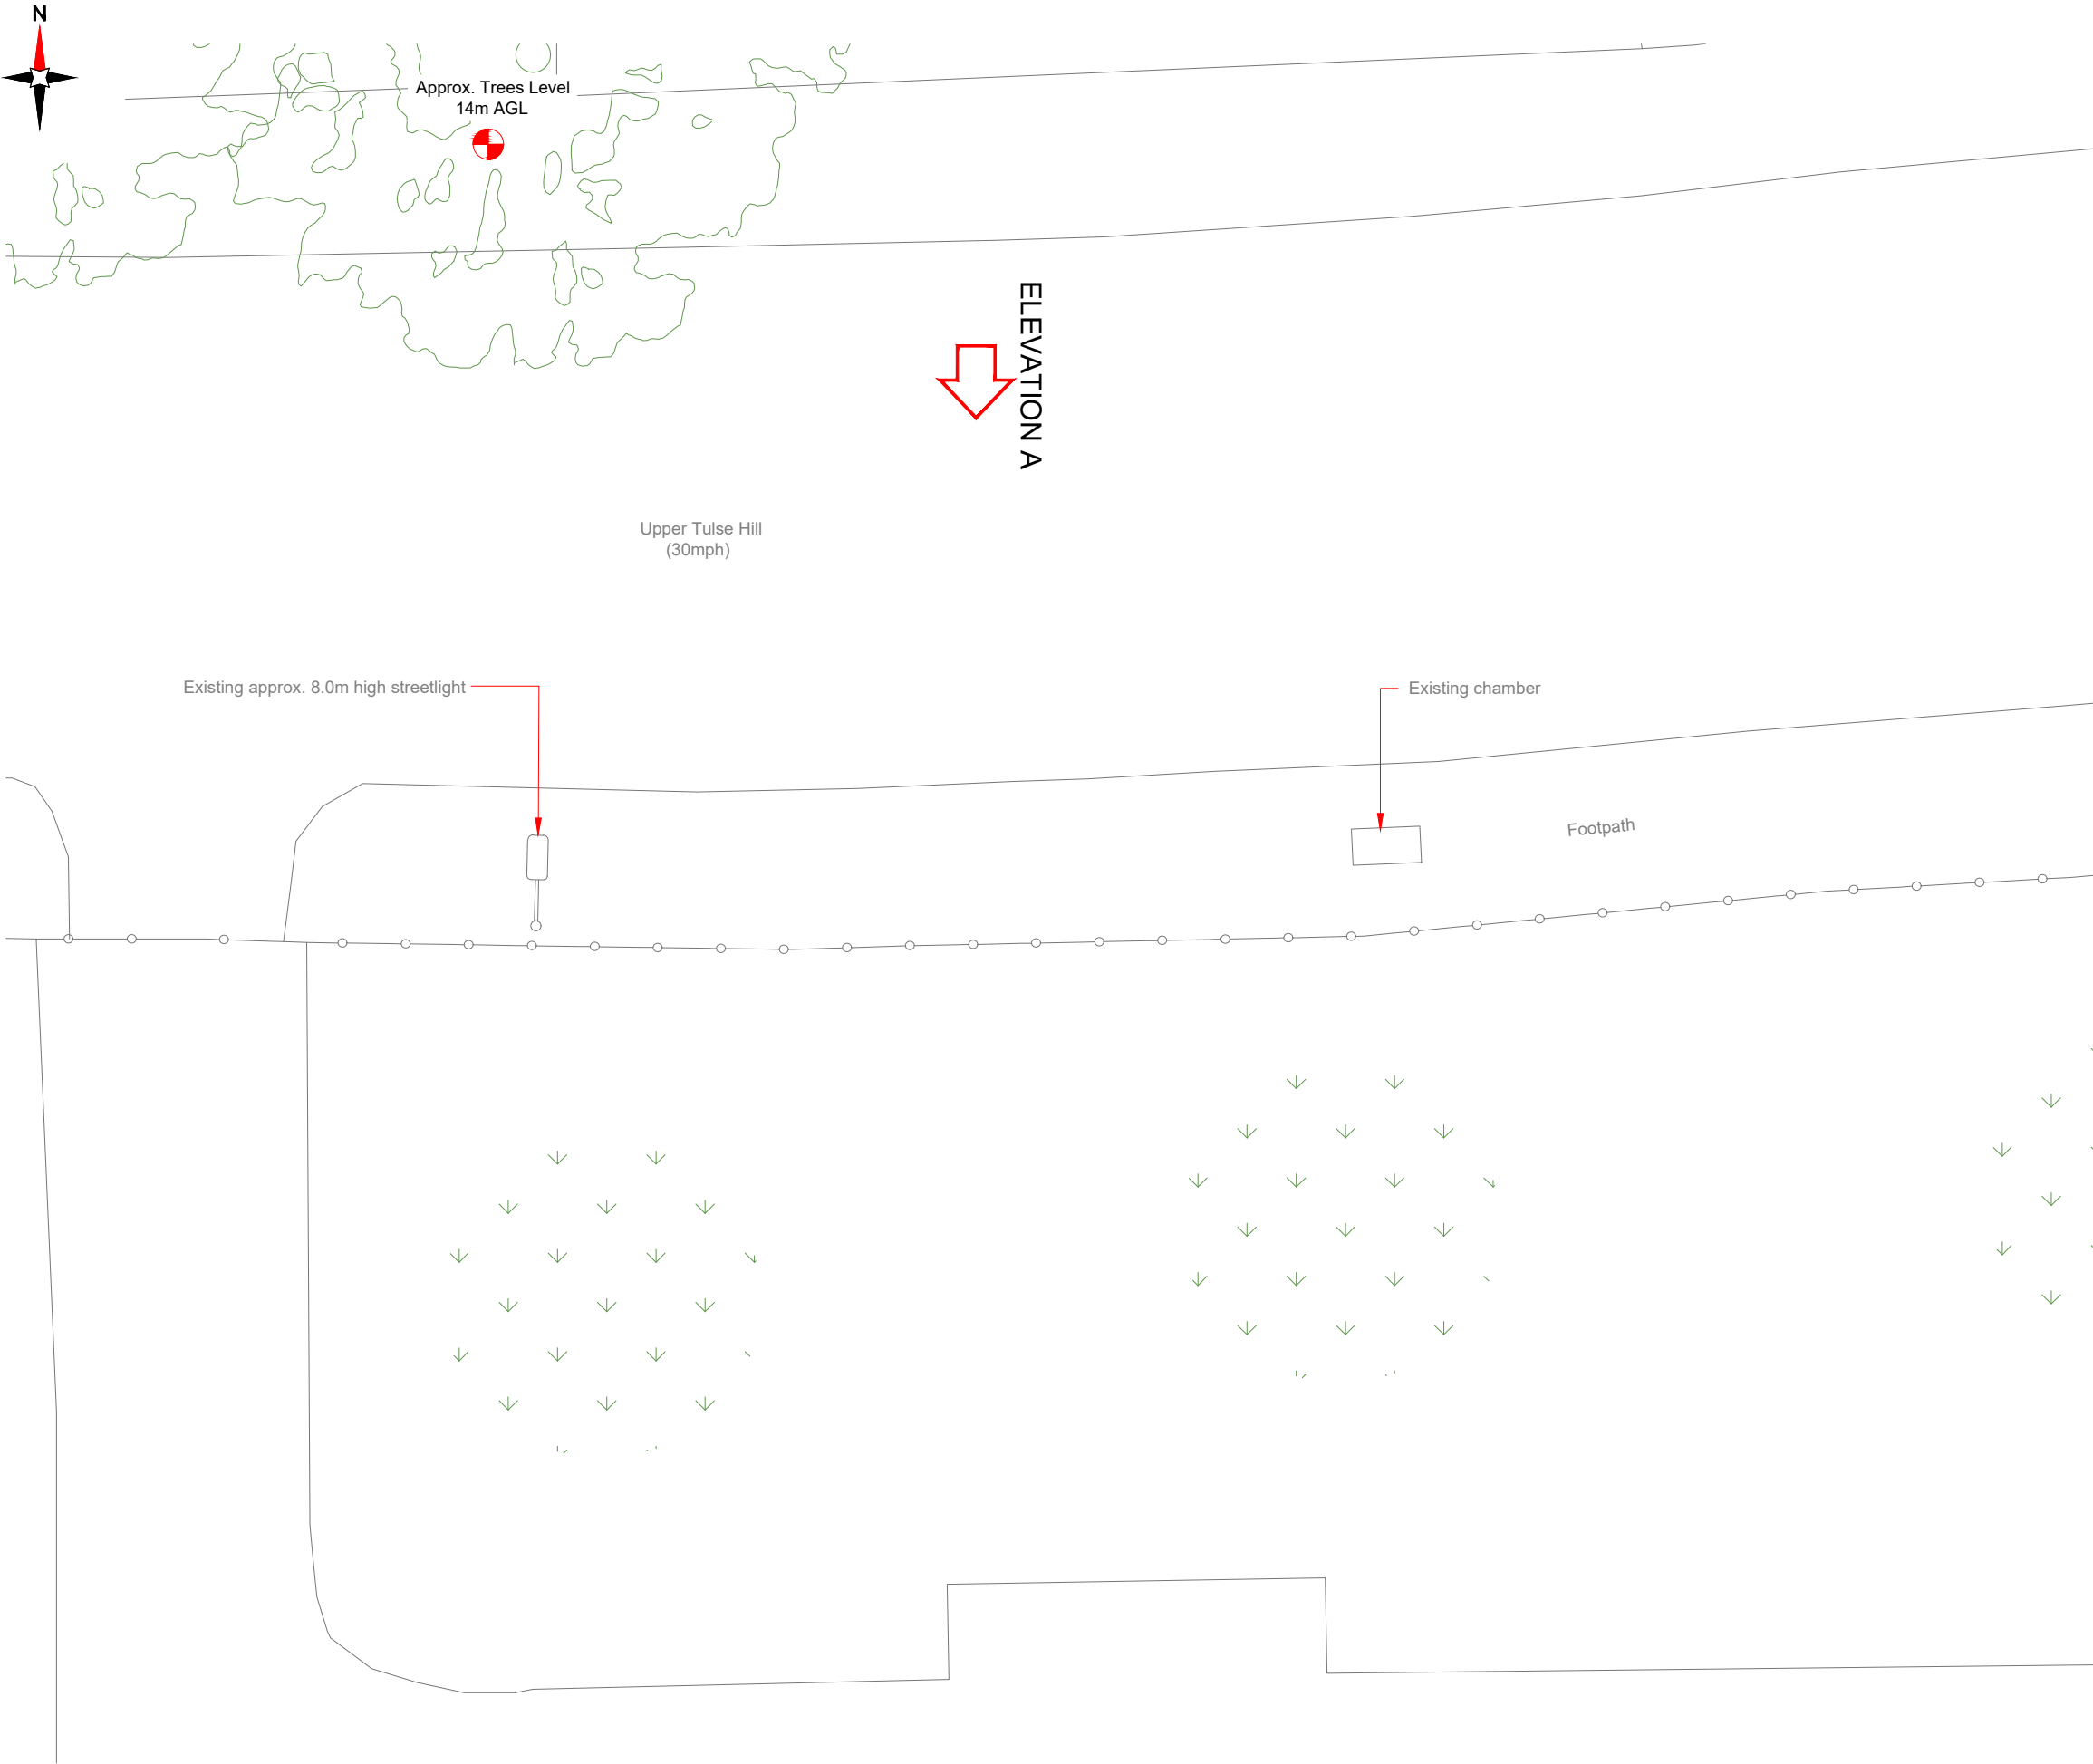 N
Approx. Trees Level
14m AGL
ELEVATION A
Upper Tulse Hill
(30mph)
Existing approx. 8.0m high streetlight
Existing chamber
Footpath